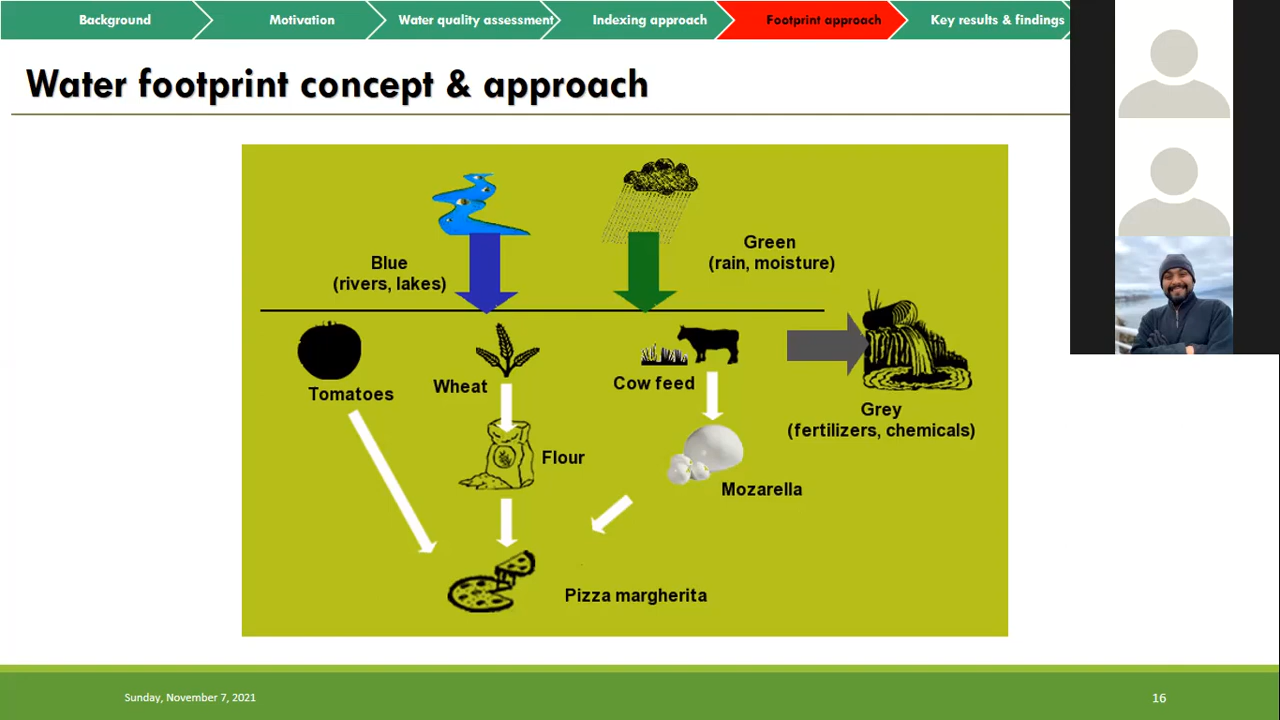 Background
Motivation
Water quality assessment
Indexing approach
Footprint approach
Key results & findings
Water footprint concept & approach
Blue
(rivers, lakes)
Green
(rain, moisture)
Tomatoes
Wheat
Cow feed
Grey
(fertilizers, chemicals)
Flour
Mozarella
Pizza margherita
Sunday, November 7, 2021
16